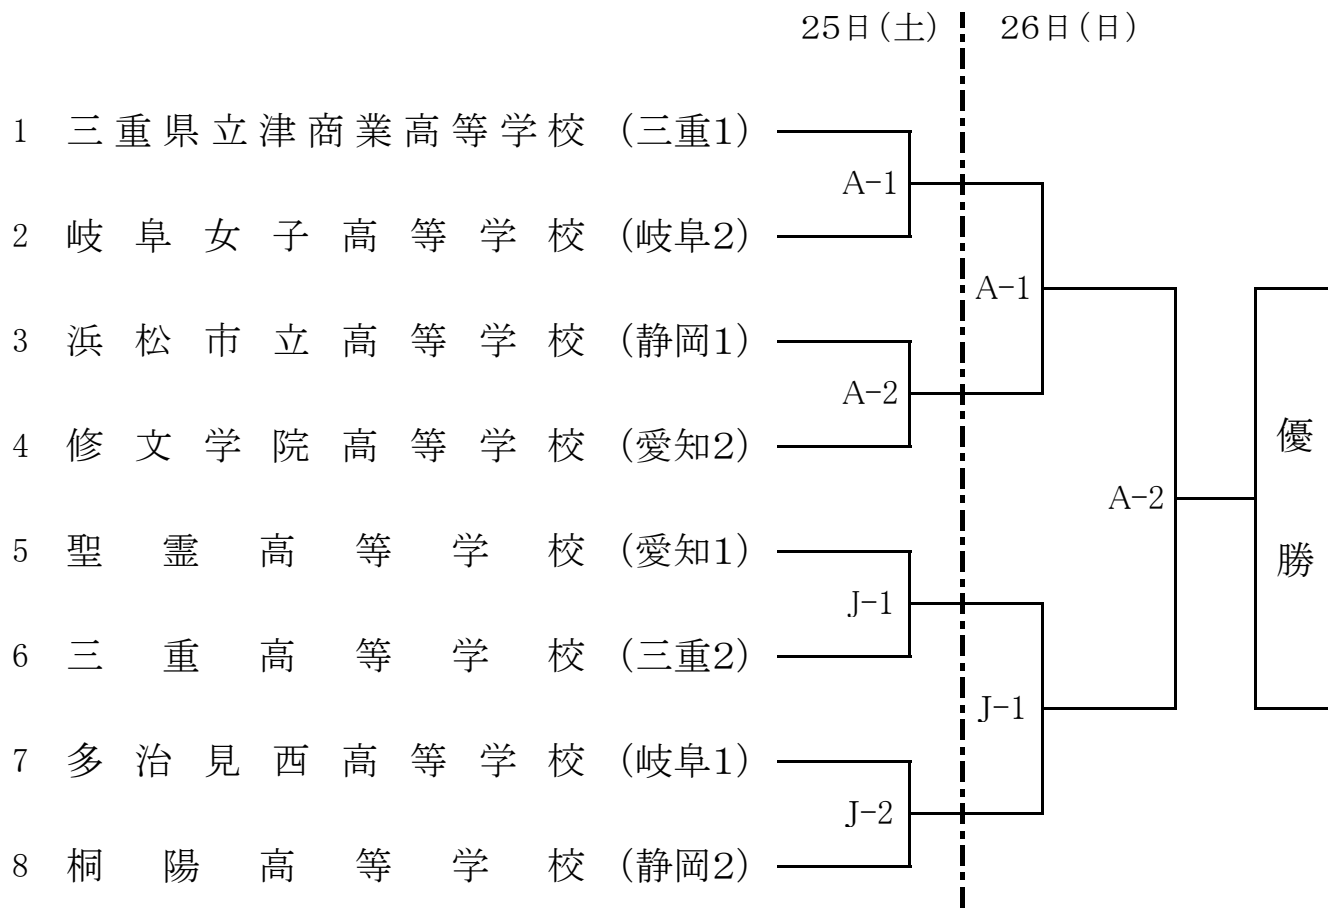 25日(土) 26日(日)
1 三重県立津商業高等学校 (三重1)
A-1
2 岐阜女子高等学校 (岐阜2)
A-1
3 浜松市立高等学校 (静岡1)
A-2
4 修文学院高等学校 (愛知2)
優勝
A-2
5 聖霊高等学校 (愛知1)
J-1
6 三重高等学校 (三重2)
J-1
7 多治見西高等学校 (岐阜1)
J-2
8 桐陽高等学校 (静岡2)